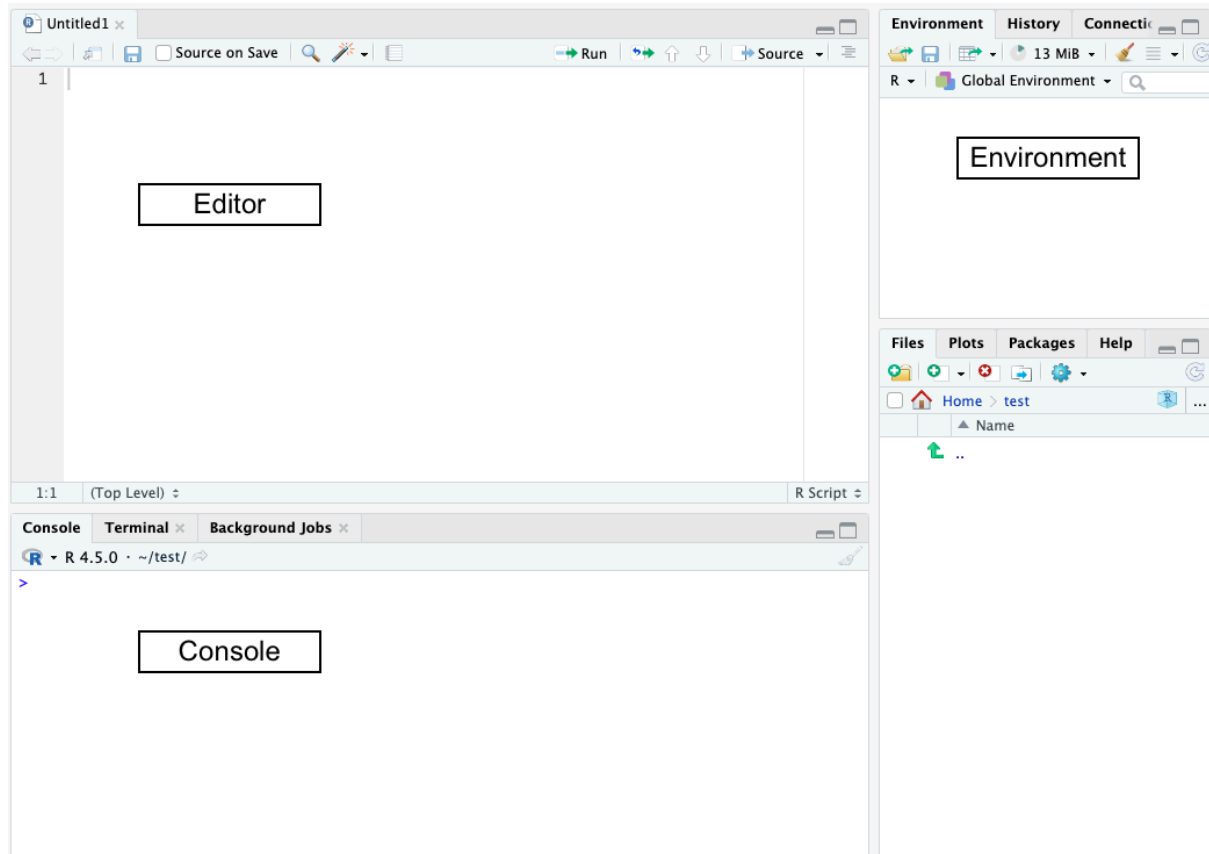 Untitled1
Source on Save
Run
Source
1
Editor
1:1 (Top Level)
R Script
Console Terminal Background Jobs
R 4.5.0 · ~/test/
>
Console
Environment History Connectic
13 MiB
R Global Environment
Environment
Files Plots Packages Help
Home > test
R
...
Name
..